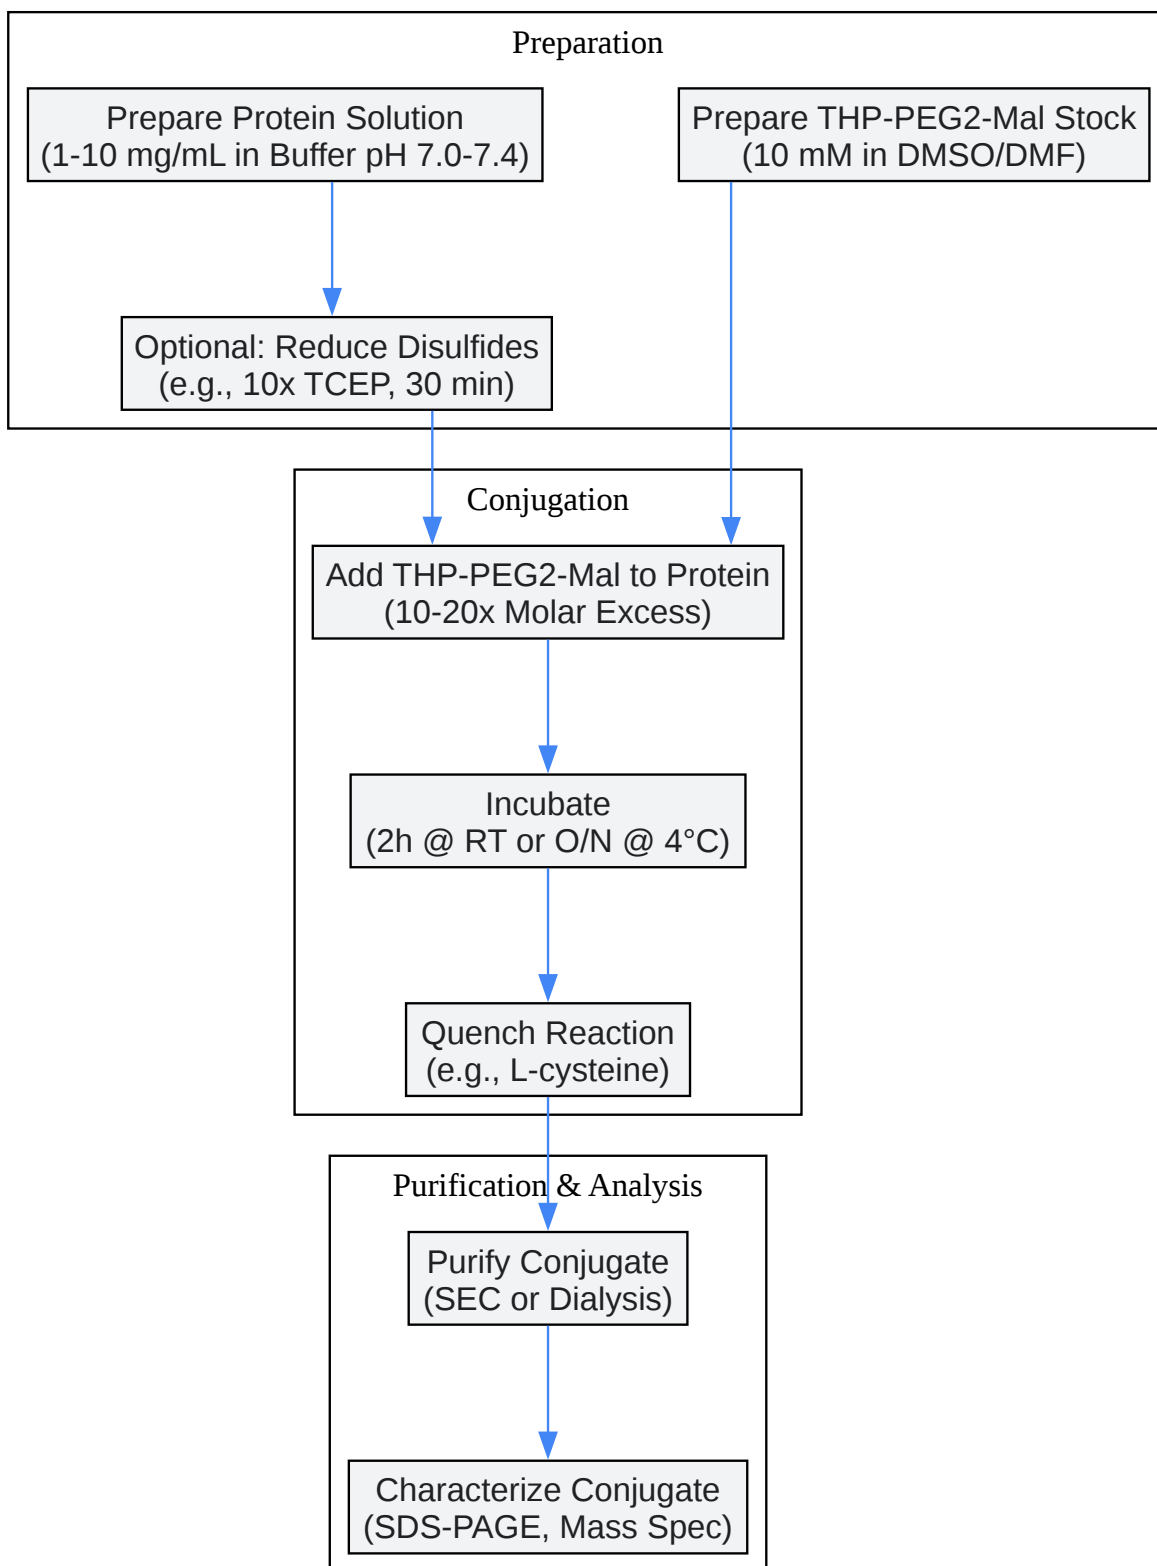 Preparation
Prepare Protein Solution
(1-10 mg/mL in Buffer pH 7.0-7.4)
Prepare THP-PEG2-Mal Stock
(10 mM in DMSO/DMF)
Optional: Reduce Disulfides
(e.g., 10x TCEP, 30 min)
Conjugation
Add THP-PEG2-Mal to Protein
(10-20x Molar Excess)
Incubate
(2h @ RT or O/N @ 4°C)
Quench Reaction
(e.g., L-cysteine)
Purification & Analysis
Purify Conjugate
(SEC or Dialysis)
Characterize Conjugate
(SDS-PAGE, Mass Spec)